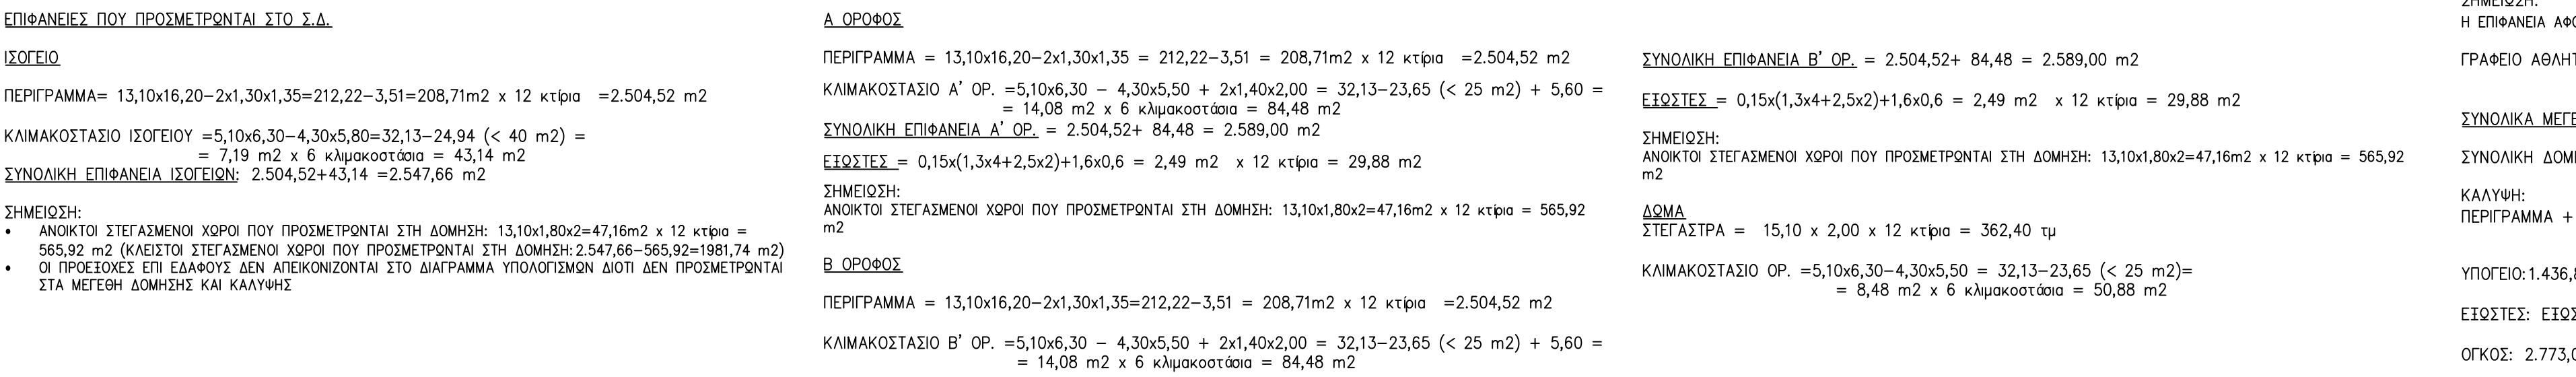 ΕΠΙΦΑΝΕΙΕΣ ΠΟΥ ΠΡΟΣΜΕΤΡΩΝΤΑΙ ΣΤΟ Σ.Δ.
ΙΣΟΓΕΙΟ
ΠΕΡΙΓΡΑΜΜΑ= 13,10x16,20-2x1,30x1,35=212,22-3,51=208,71m2 x 12 κτίρια =2.504,52 m2
ΚΛΙΜΑΚΟΣΤΑΣΙΟ ΙΣΟΓΕΙΟΥ =5,10x6,30-4,30x5,80=32,13-24,94 (< 40 m2) =
= 7,19 m2 x 6 κλιμακοστάσια = 43,14 m2
ΣΥΝΟΛΙΚΗ ΕΠΙΦΑΝΕΙΑ ΙΣΟΓΕΙΩΝ: 2.504,52+43,14 =2.547,66 m2
ΣΗΜΕΙΩΣΗ:
• ΑΝΟΙΚΤΟΙ ΣΤΕΓΑΣΜΕΝΟΙ ΧΩΡΟΙ ΠΟΥ ΠΡΟΣΜΕΤΡΩΝΤΑΙ ΣΤΗ ΔΟΜΗΣΗ: 13,10x1,80x2=47,16m2 x 12 κτίρια =
565,92 m2 (ΚΛΕΙΣΤΟΙ ΣΤΕΓΑΣΜΕΝΟΙ ΧΩΡΟΙ ΠΟΥ ΠΡΟΣΜΕΤΡΩΝΤΑΙ ΣΤΗ ΔΟΜΗΣΗ: 2.547,66-565,92=1981,74 m2)
• ΟΙ ΠΡΟΕΞΟΧΕΣ ΕΠΙ ΕΔΑΦΟΥΣ ΔΕΝ ΑΠΕΙΚΟΝΙΖΟΝΤΑΙ ΣΤΟ ΔΙΑΓΡΑΜΜΑ ΥΠΟΛΟΓΙΣΜΩΝ ΔΙΟΤΙ ΔΕΝ ΠΡΟΣΜΕΤΡΩΝΤΑΙ
ΣΤΑ ΜΕΓΕΘΗ ΔΟΜΗΣΗΣ ΚΑΙ ΚΑΛΥΨΗΣ
Α ΟΡΟΦΟΣ
ΠΕΡΙΓΡΑΜΜΑ = 13,10x16,20-2x1,30x1,35 = 212,22-3,51 = 208,71m2 x 12 κτίρια =2.504,52 m2
ΚΛΙΜΑΚΟΣΤΑΣΙΟ Α' ΟΡ. =5,10x6,30 - 4,30x5,50 + 2x1,40x2,00 = 32,13-23,65 (< 25 m2) + 5,60 =
= 14,08 m2 x 6 κλιμακοστάσια = 84,48 m2
ΣΥΝΟΛΙΚΗ ΕΠΙΦΑΝΕΙΑ Α' ΟΡ. = 2.504,52+ 84,48 = 2.589,00 m2
ΕΞΩΣΤΕΣ = 0,15x(1,3x4+2,5x2)+1,6x0,6 = 2,49 m2 x 12 κτίρια = 29,88 m2
ΣΗΜΕΙΩΣΗ:
ΑΝΟΙΚΤΟΙ ΣΤΕΓΑΣΜΕΝΟΙ ΧΩΡΟΙ ΠΟΥ ΠΡΟΣΜΕΤΡΩΝΤΑΙ ΣΤΗ ΔΟΜΗΣΗ: 13,10x1,80x2=47,16m2 x 12 κτίρια = 565,92
m2
Β ΟΡΟΦΟΣ
ΠΕΡΙΓΡΑΜΜΑ = 13,10x16,20-2x1,30x1,35=212,22-3,51 = 208,71m2 x 12 κτίρια =2.504,52 m2
ΚΛΙΜΑΚΟΣΤΑΣΙΟ Β' ΟΡ. =5,10x6,30 - 4,30x5,50 + 2x1,40x2,00 = 32,13-23,65 (< 25 m2) + 5,60 =
= 14,08 m2 x 6 κλιμακοστάσια = 84,48 m2
ΣΥΝΟΛΙΚΗ ΕΠΙΦΑΝΕΙΑ Β' ΟΡ. = 2.504,52+ 84,48 = 2.589,00 m2
ΕΞΩΣΤΕΣ = 0,15x(1,3x4+2,5x2)+1,6x0,6 = 2,49 m2 x 12 κτίρια = 29,88 m2
ΣΗΜΕΙΩΣΗ:
ΑΝΟΙΚΤΟΙ ΣΤΕΓΑΣΜΕΝΟΙ ΧΩΡΟΙ ΠΟΥ ΠΡΟΣΜΕΤΡΩΝΤΑΙ ΣΤΗ ΔΟΜΗΣΗ: 13,10x1,80x2=47,16m2 x 12 κτίρια = 565,92
m2
ΔΩΜΑ
ΣΤΕΓΑΣΤΡΑ = 15,10 x 2,00 x 12 κτίρια = 362,40 τμ
ΚΛΙΜΑΚΟΣΤΑΣΙΟ ΟΡ. =5,10x6,30-4,30x5,50 = 32,13-23,65 (< 25 m2)=
= 8,48 m2 x 6 κλιμακοστάσια = 50,88 m2
ΣΗΜΕΙΩΣΗ:
Η ΕΠΙΦΑΝΕΙΑ
ΓΡΑΦΕΙΟ
ΣΥΝΟΛΙΚΑ
ΣΥΝΟΛΙΚΗ
ΚΑΛΥΨΗ:
ΠΕΡΙΓΡΑΜΜΑ +
ΥΠΟΓΕΙΟ: 1.436,
ΕΞΩΣΤΕΣ:
ΟΓΚΟΣ: 2.773,